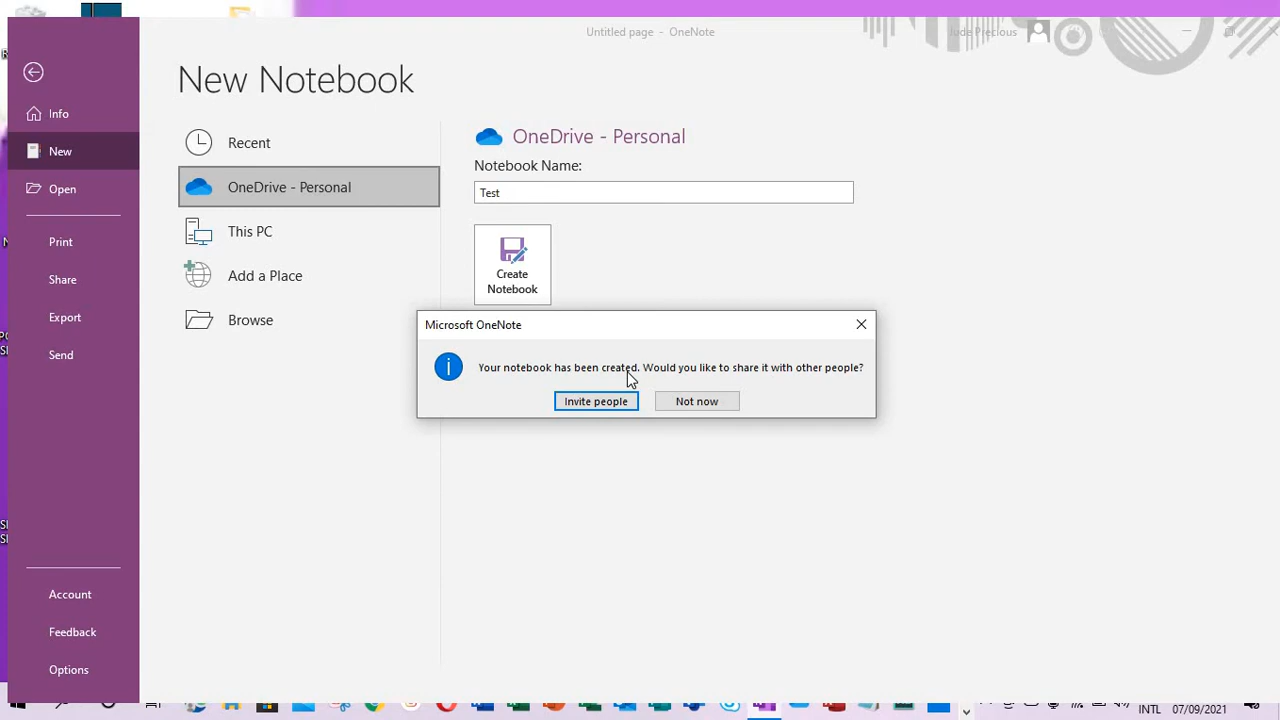 Untitled page - OneNote
Jude Precious
New Notebook
Info
New
Open
Print
Share
Export
Send
Account
Feedback
Options
Recent
OneDrive - Personal
This PC
Add a Place
Browse
OneDrive - Personal
Notebook Name:
Test
Create
Notebook
Microsoft OneNote
Your notebook has been created. Would you like to share it with other people?
Invite people
Not now
INTL
07/09/2021